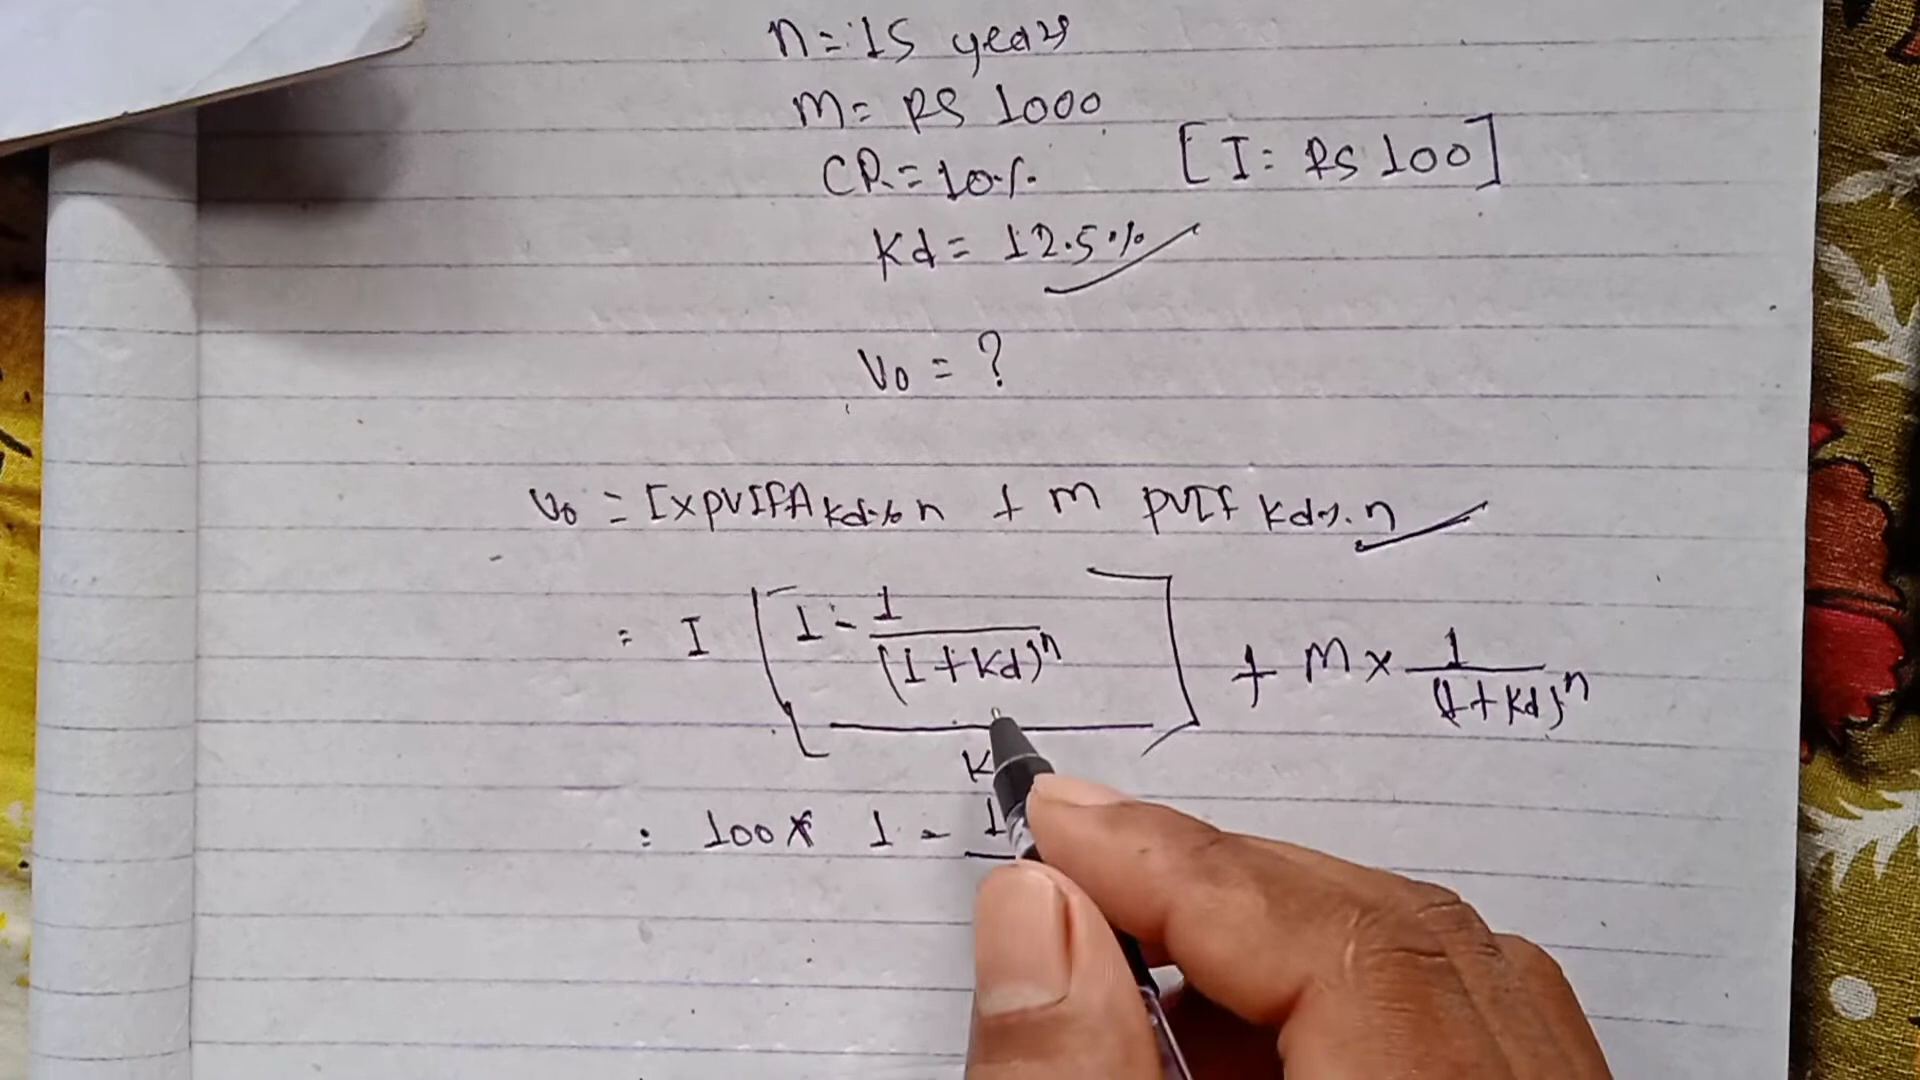 n = 15 years
m = RS 1000
CR = 10% [I = RS 100]
Kd = 12.5%
V0 = ?
V0 = I x PVIFA Kd% n + m PVIF Kd%. n
= I [ 1 - 1/(1+Kd)^n / K ] + m x 1/(1+Kd)^n
= 100 x 1 - 1